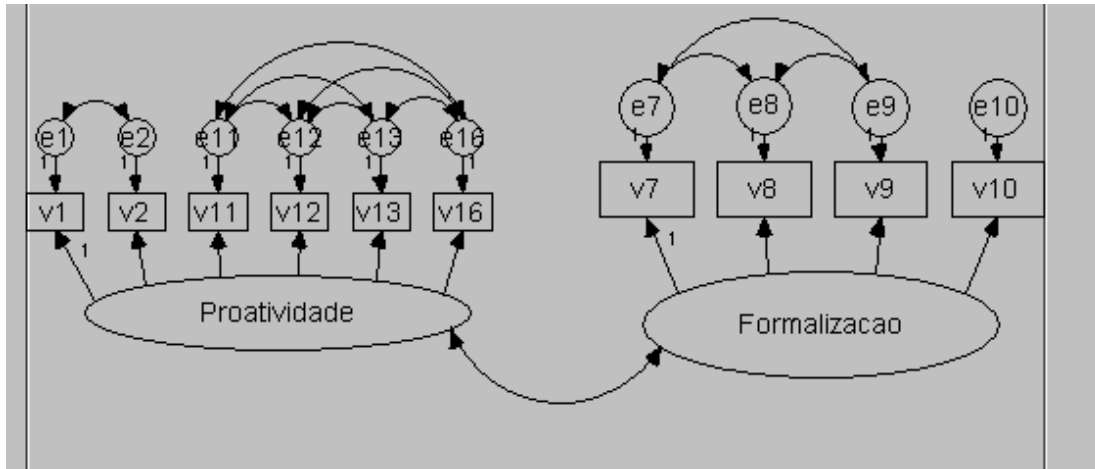 e7 e8 e9 e10
e1 e2 e11 e12 e13 e16
1 1 1 1
1 1 1 1 1 1
v7 v8 v9 v10
v1 v2 v11 v12 v13 v16
1 1
Proatividade Formalizacao